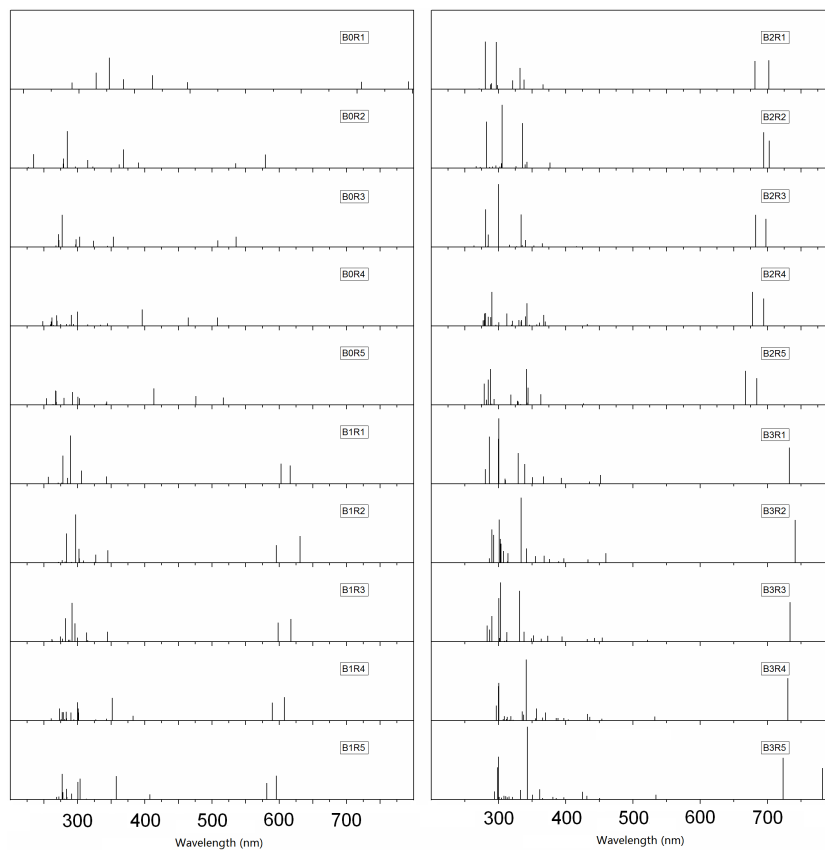 B0R1
B0R2
B0R3
B0R4
B0R5
B1R1
B1R2
B1R3
B1R4
B1R5
300 400 500 600 700
Wavelength (nm)
B2R1
B2R2
B2R3
B2R4
B2R5
B3R1
B3R2
B3R3
B3R4
B3R5
300 400 500 600 700
Wavelength (nm)